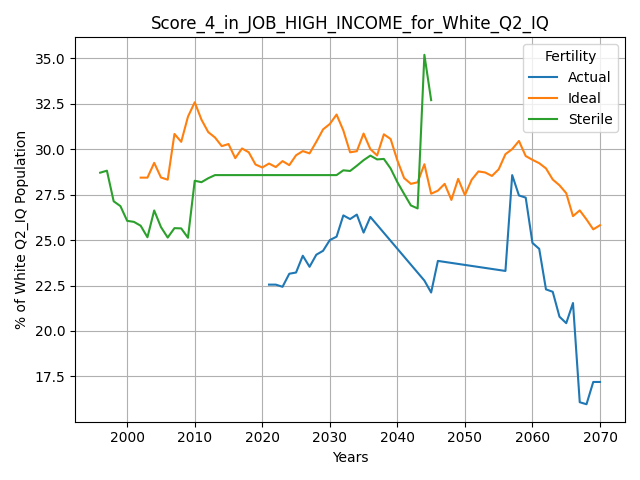 Score_4_in_JOB_HIGH_INCOME_for_White_Q2_IQ
Fertility
Actual
Ideal
Sterile
35.0
32.5
30.0
27.5
25.0
22.5
20.0
17.5
% of White Q2_IQ Population
2000
2010
2020
2030
2040
2050
2060
2070
Years